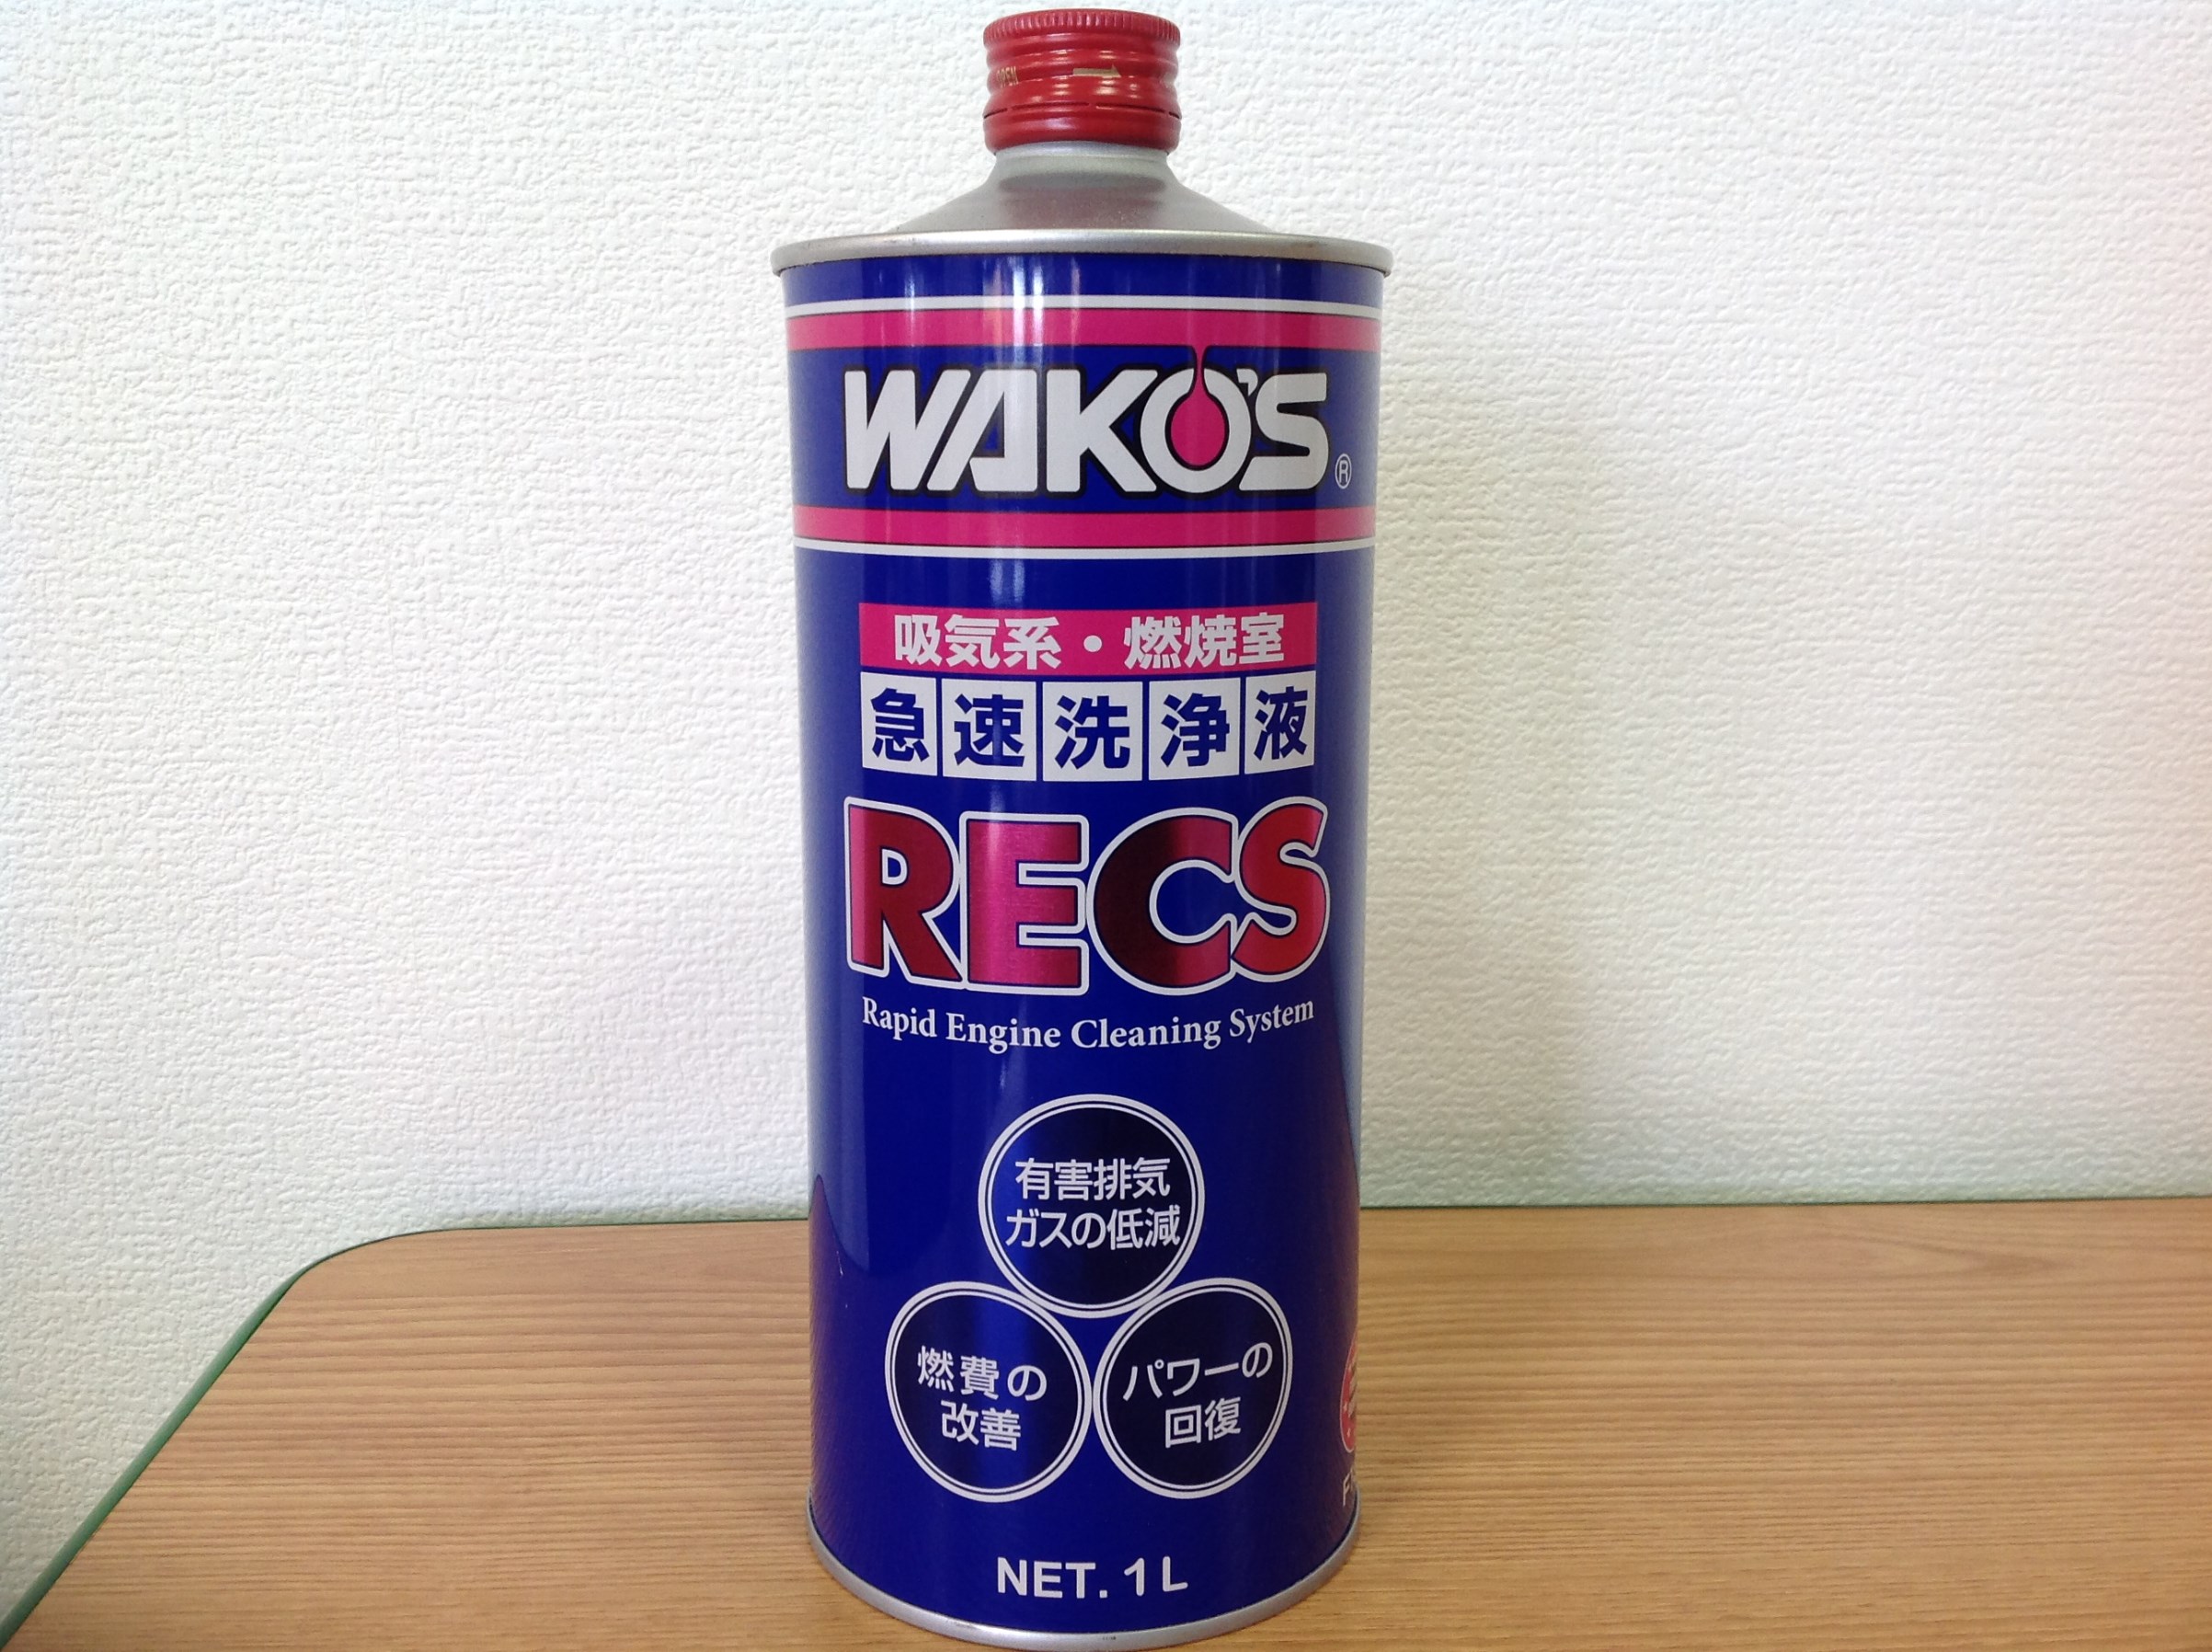 OPEN
WAKO'S®
吸気系・燃焼室
急速洗浄液
RECS
Rapid Engine Cleaning System
有害排気
ガスの低減
燃費の
改善
パワーの
回復
NET. 1L